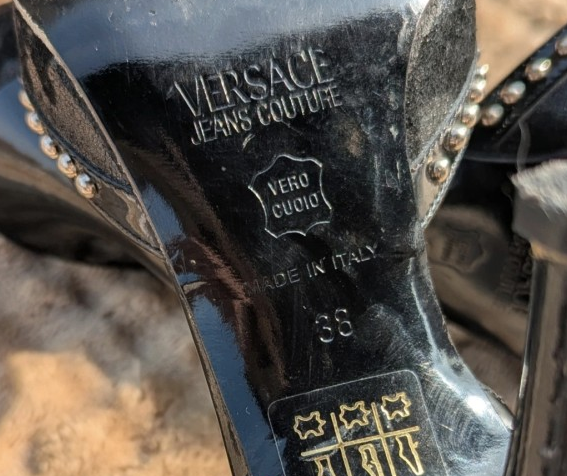 VERSACE
JEANS COUTURE
VERO
CUOIO
MADE IN ITALY
38